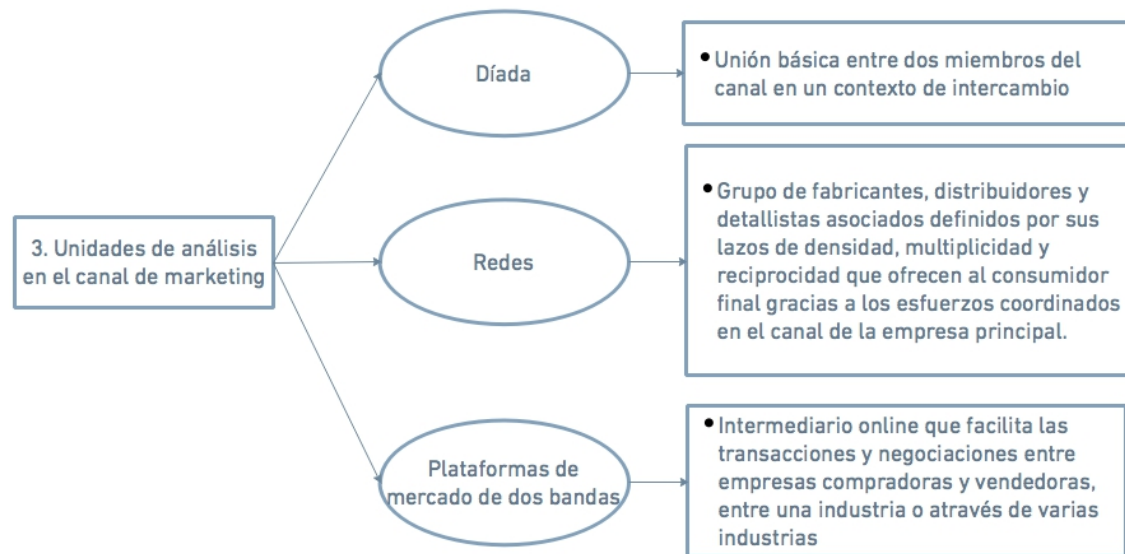 3. Unidades de análisis
en el canal de marketing
Díada
• Unión básica entre dos miembros del
canal en un contexto de intercambio
Redes
• Grupo de fabricantes, distribuidores y
detallistas asociados definidos por sus
lazos de densidad, multiplicidad y
reciprocidad que ofrecen al consumidor
final gracias a los esfuerzos coordinados
en el canal de la empresa principal.
Plataformas de
mercado de dos bandas
• Intermediario online que facilita las
transacciones y negociaciones entre
empresas compradoras y vendedoras,
entre una industria o através de varias
industrias